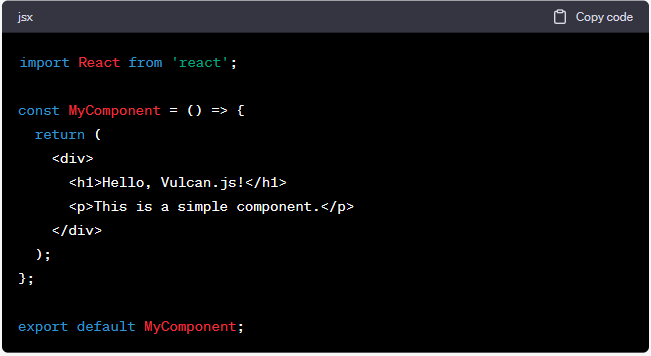 jsx
Copy code
import React from 'react';
const MyComponent = () => {
return (
<div>
<h1>Hello, Vulcan.js!</h1>
<p>This is a simple component.</p>
</div>
);
};
export default MyComponent;